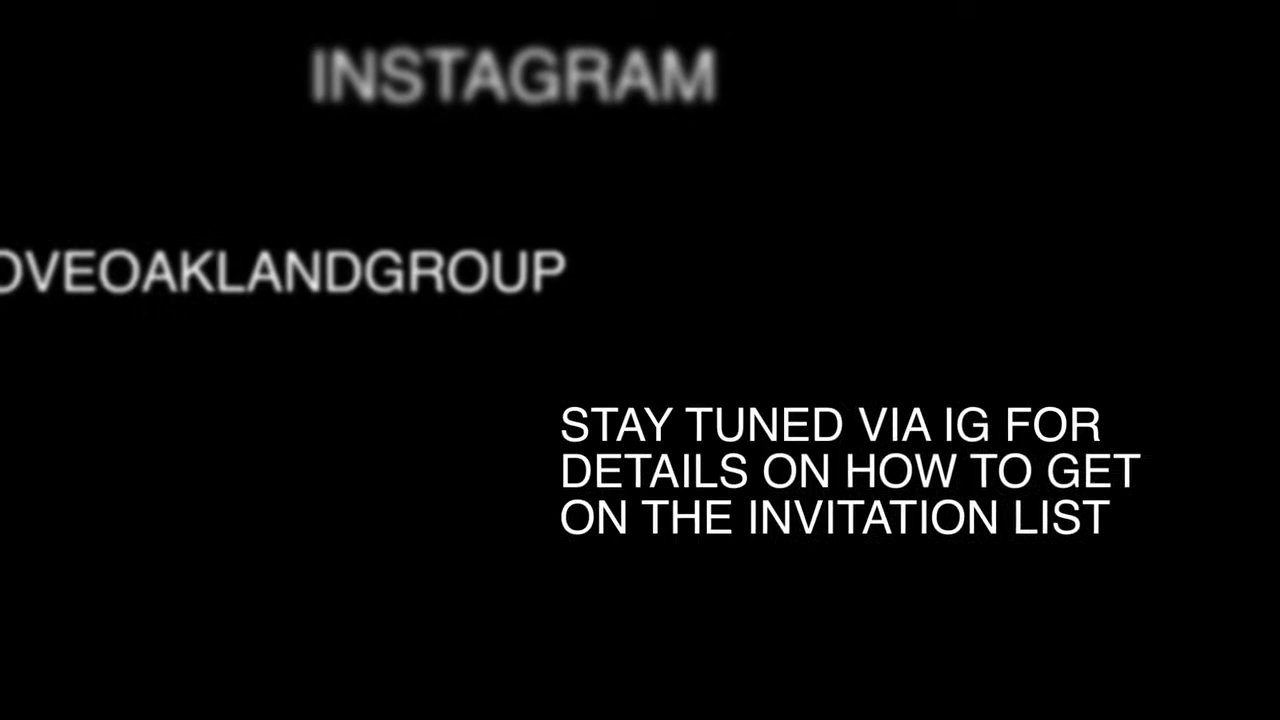 INSTAGRAM
OVEOAKLANDGROUP
STAY TUNED VIA IG FOR
DETAILS ON HOW TO GET
ON THE INVITATION LIST